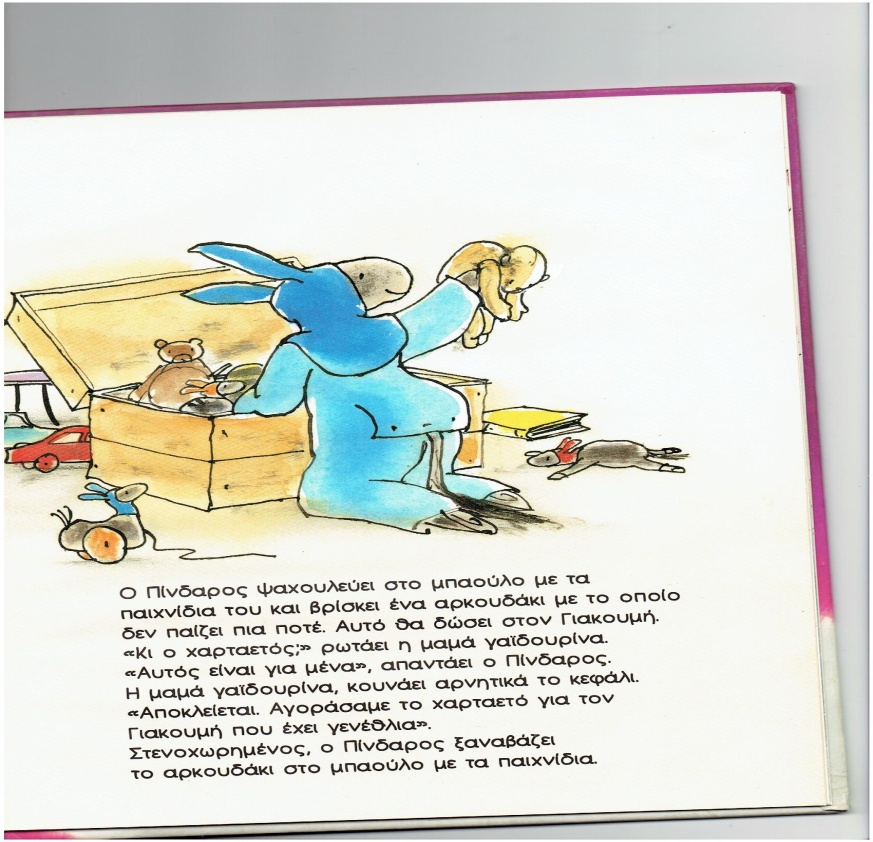 Ο Πίνδαρος ψαχουλεύει στο μπαούλο με τα
παιχνίδια του και βρίσκει ένα αρκουδάκι με το οποίο
δεν παίζει πια ποτέ. Αυτό θα δώσει στον Γιακουμή.
«Κι ο χαρταετός;» ρωτάει η μαμά γαϊδουρίνα.
«Αυτός είναι για μένα», απαντάει ο Πίνδαρος.
Η μαμά γαϊδουρίνα, κουνάει αρνητικά το κεφάλι.
«Αποκλείεται. Αγοράσαμε το χαρταετό για τον
Γιακουμή που έχει γενέθλια».
Στενοχωρημένος, ο Πίνδαρος ξαναβάζει
το αρκουδάκι στο μπαούλο με τα παιχνίδια.